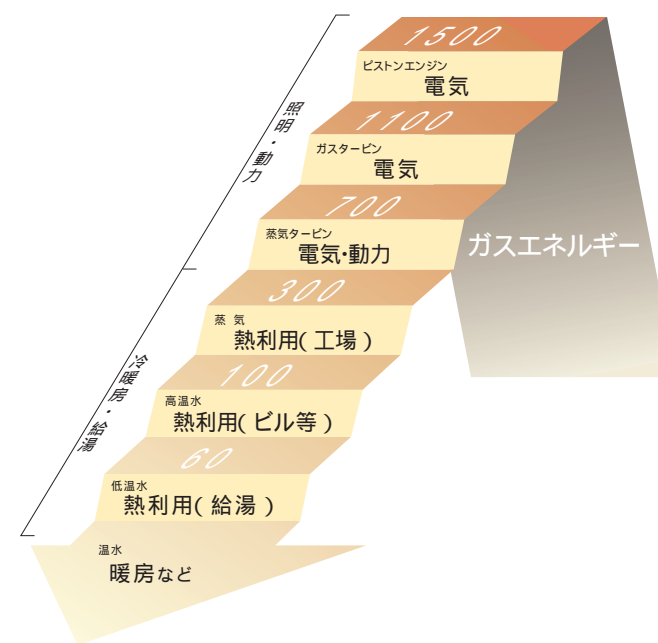 1500
ピストンエンジン
電気
1100
ガスタービン
電気
700
蒸気タービン
電気・動力
300
蒸気
熱利用(工場)
100
高温水
熱利用(ビル等)
60
低温水
熱利用(給湯)
温水
暖房など
照明・動力
冷暖房・給湯
ガスエネルギー